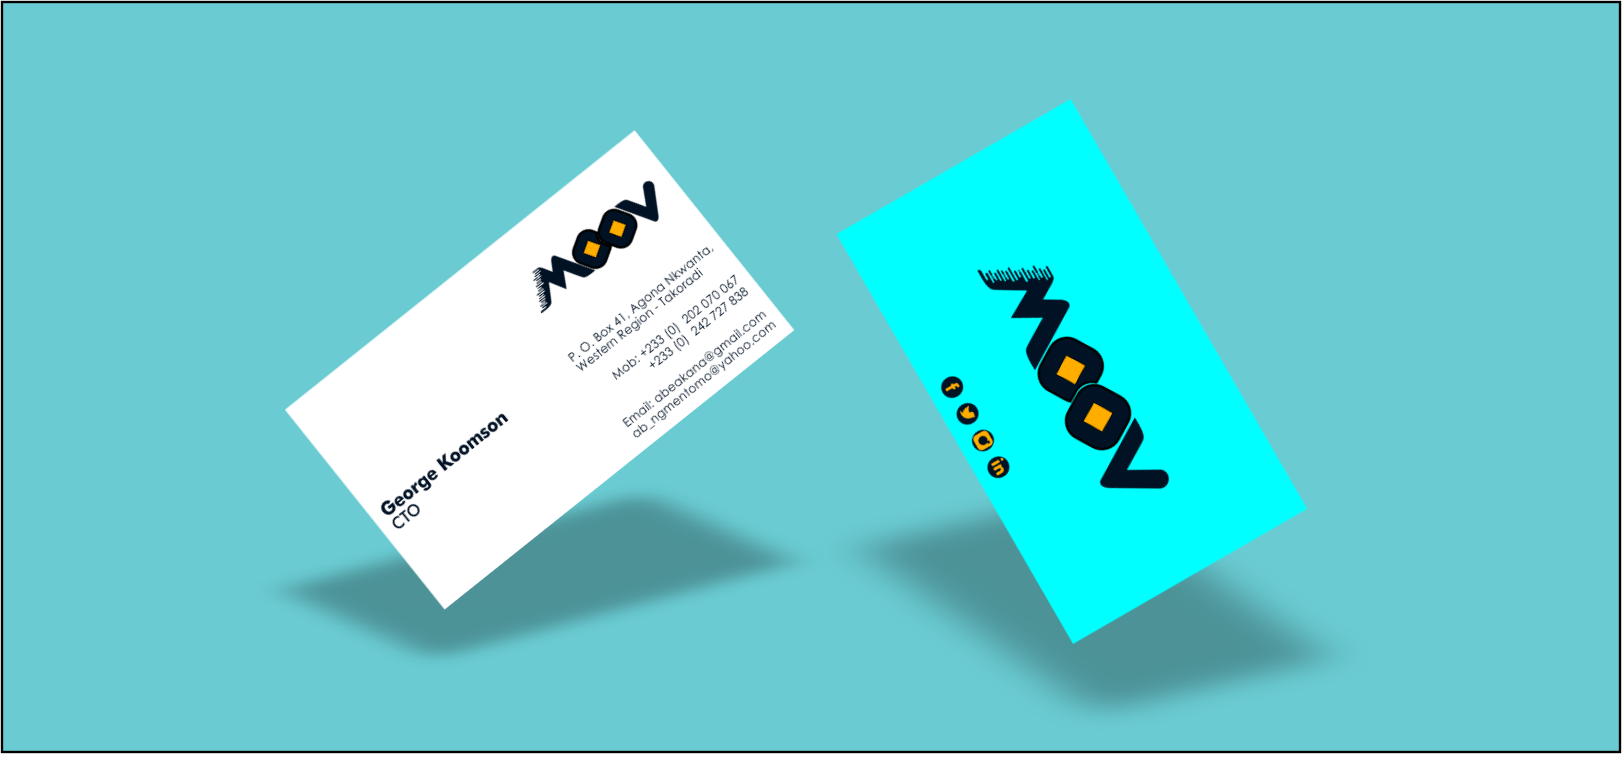 MOOV
P. O. Box 41, Agona Nkwanta,
Western Region - Takoradi
Mob: +233 (0) 202 070 067
+233 (0) 242 727 838
Email: abeakana@gmail.com
ab_ngmentomo@yahoo.com
George Koomson
CTO
MOOV